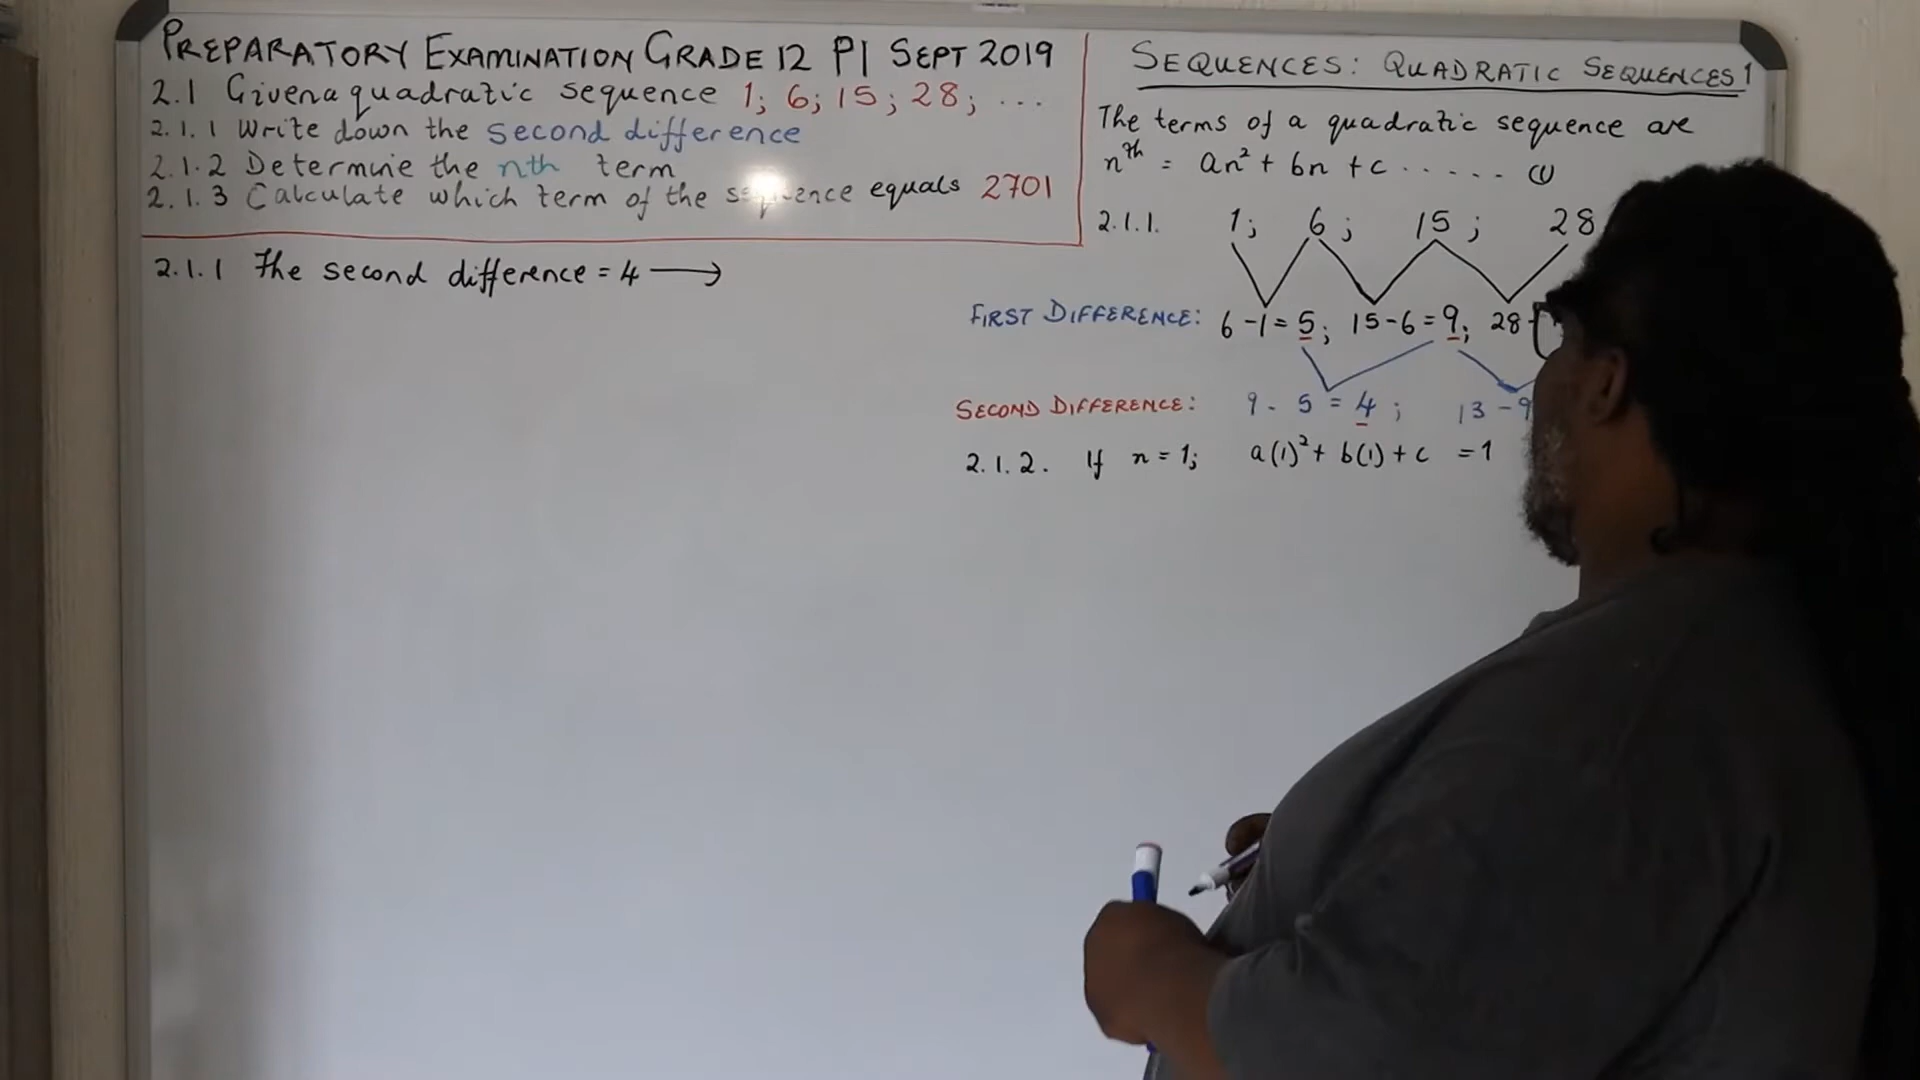 PREPARATORY EXAMINATION GRADE 12 P1 SEPT 2019
2.1 Given a quadratic sequence 1; 6; 15; 28; ...
2.1.1 Write down the second difference
2.1.2 Determine the nth term
2.1.3 Calculate which term of the sequence equals 2701
2.1.1 The second difference = 4 ⟶
SEQUENCES: QUADRATIC SEQUENCES 1
The terms of a quadratic sequence are
nᵗʰ = an² + bn + c ..... (1)
2.1.1. 1; 6; 15; 28
FIRST DIFFERENCE: 6 - 1 = 5; 15 - 6 = 9; 28 -
SECOND DIFFERENCE: 9 - 5 = 4; 13 - 9
2.1.2. If n = 1; a(1)² + b(1) + c = 1